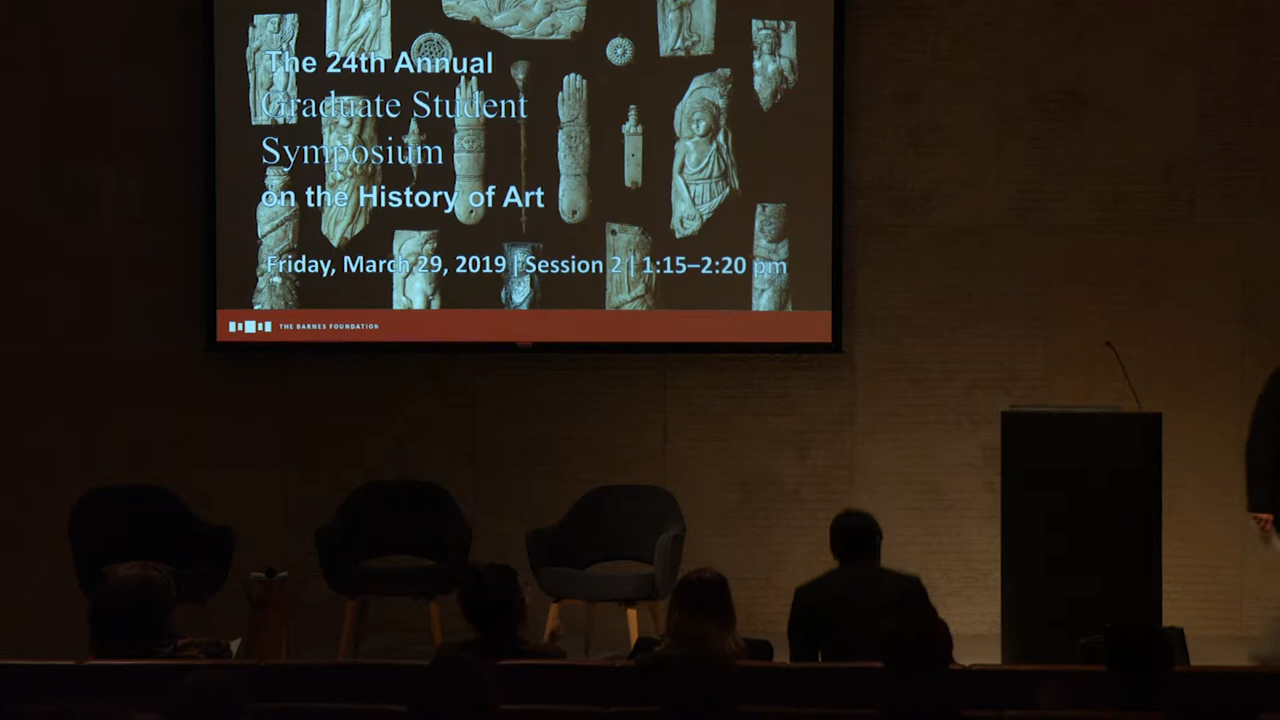 The 24th Annual
Graduate Student
Symposium
on the History of Art
Friday, March 29, 2019 | Session 2 | 1:15–2:20 pm
THE BARNES FOUNDATION